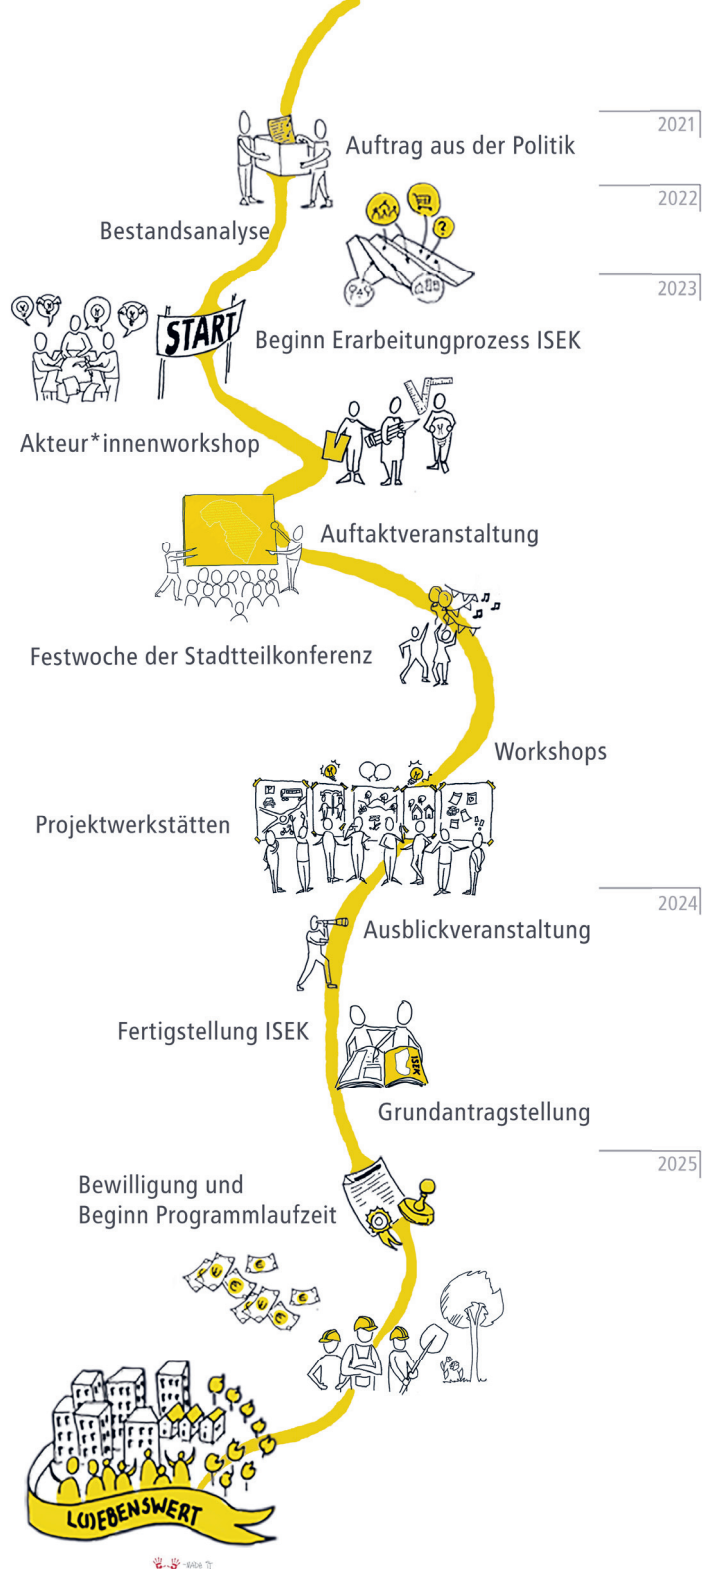 2021
Auftrag aus der Politik
2022
Bestandsanalyse
?
2023
START
Beginn Erarbeitungprozess ISEK
Akteur*innenworkshop
Auftaktveranstaltung
Festwoche der Stadtteilkonferenz
Workshops
Projektwerkstätten
2024
Ausblickveranstaltung
Fertigstellung ISEK
ISEK
Grundantragstellung
2025
Bewilligung und
Beginn Programmlaufzeit
L(i)EBENSWERT